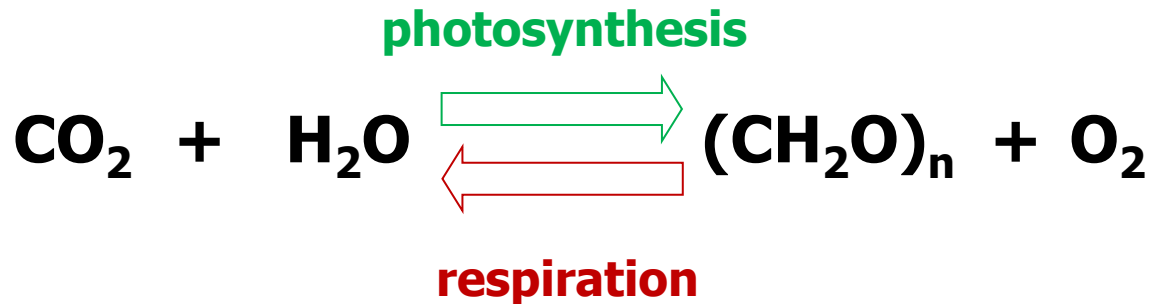 photosynthesis
CO₂ + H₂O (CH₂O)ₙ + O₂
respiration